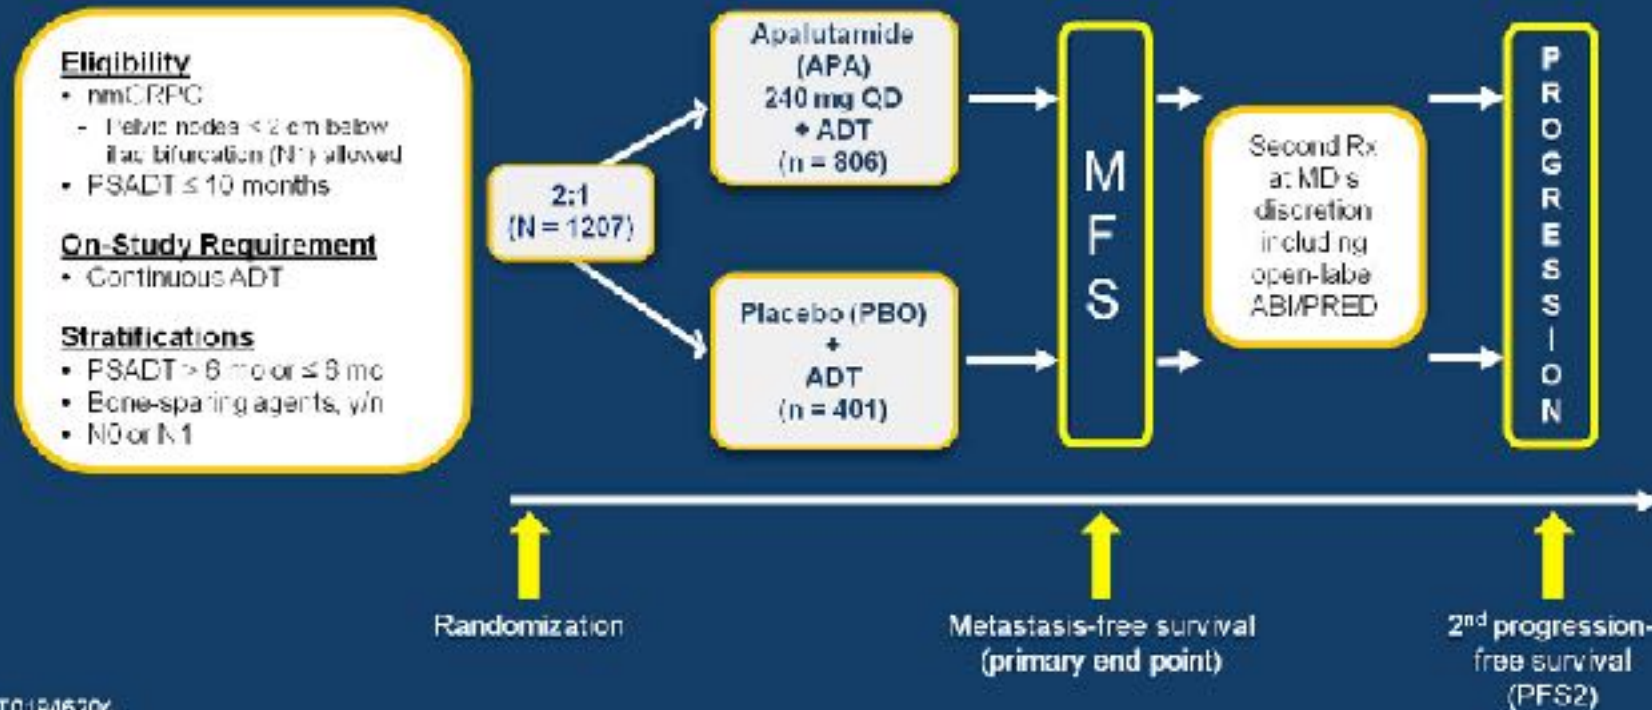 Eligibility
• nmCRPC
- Pelvic nodes < 2 cm below
iliac bifurcation (N1) allowed
• PSADT ≤ 10 months
On-Study Requirement
• Continuous ADT
Stratifications
• PSADT > 6 mo or ≤ 6 mo
• Bone-sparing agents, y/n
• N0 or N1
2:1
(N = 1207)
Apalutamide
(APA)
240 mg QD
+ ADT
(n = 806)
Placebo (PBO)
+
ADT
(n = 401)
M
F
S
Second Rx
at MD's
discretion
including
open-label
ABI/PRED
P
R
O
G
R
E
S
S
I
O
N
Randomization
Metastasis-free survival
(primary end point)
2nd progression-
free survival
(PFS2)